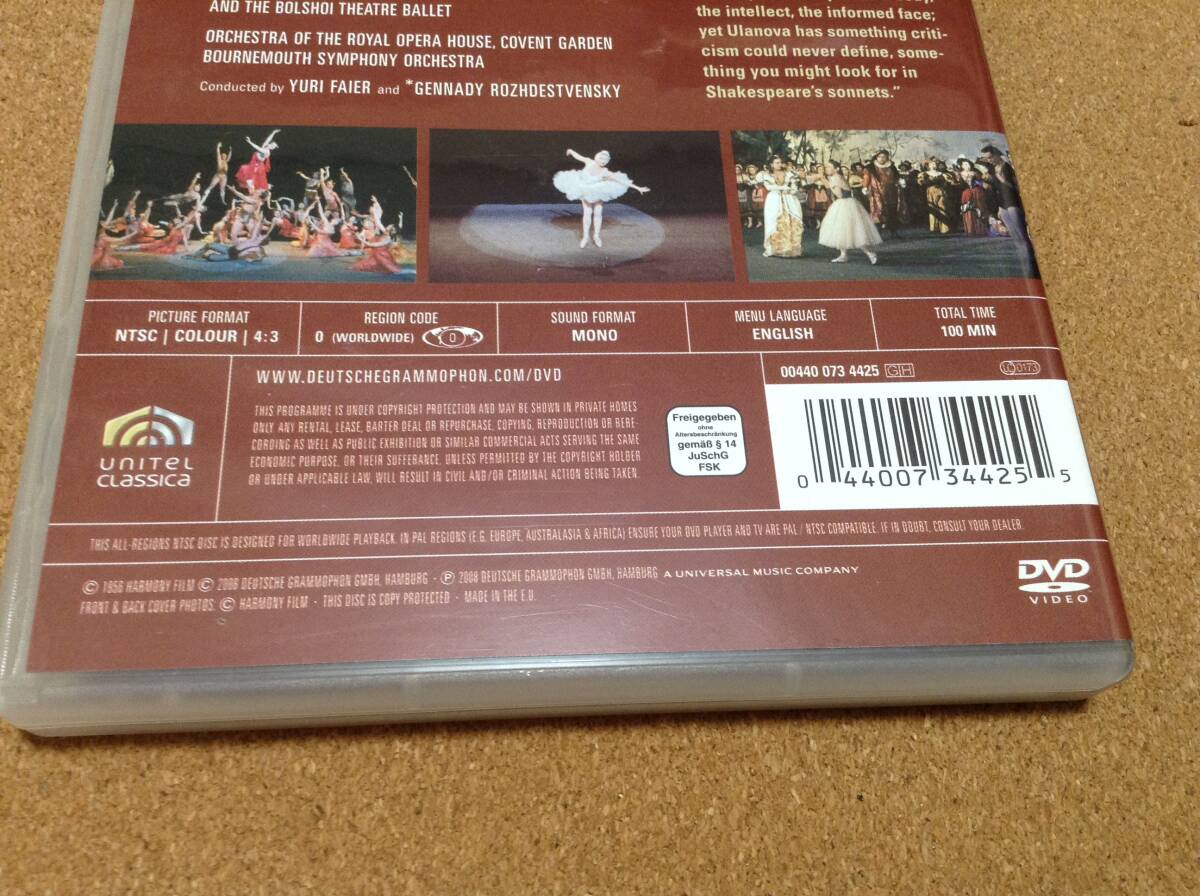 AND THE BOLSHOI THEATRE BALLET
ORCHESTRA OF THE ROYAL OPERA HOUSE, COVENT GARDEN
BOURNEMOUTH SYMPHONY ORCHESTRA
Conducted by YURI FAIER and *GENNADY ROZHDESTVENSKY
the intellect, the informed face;
yet Ulanova has something criti-
cism could never define, some-
thing you might look for in
Shakespeare's sonnets."
PICTURE FORMAT
NTSC | COLOUR | 4:3
REGION CODE
0 (WORLDWIDE) 0
SOUND FORMAT
MONO
MENU LANGUAGE
ENGLISH
TOTAL TIME
100 MIN
WWW.DEUTSCHEGRAMMOPHON.COM/DVD
THIS PROGRAMME IS UNDER COPYRIGHT PROTECTION AND MAY BE SHOWN IN PRIVATE HOMES
ONLY ANY RENTAL, LEASE, BARTER DEAL OR REPURCHASE, COPYING, REPRODUCTION OR RERE-
CORDING AS WELL AS PUBLIC EXHIBITION OR SIMILAR COMMERCIAL ACTS SERVING THE SAME
ECONOMIC PURPOSE, OR THEIR SUFFERANCE, UNLESS PERMITTED BY THE COPYRIGHT HOLDER
OR UNDER APPLICABLE LAW, WILL RESULT IN CIVIL AND/OR CRIMINAL ACTION BEING TAKEN.
UNITEL
CLASSICA
Freigegeben
ohne
Altersbeschränkung
gemäß § 14
JuSchG
FSK
00440 073 4425 GH
LC 0173
0 44007 34425 5
THIS ALL-REGIONS NTSC DISC IS DESIGNED FOR WORLDWIDE PLAYBACK. IN PAL REGIONS (E.G. EUROPE, AUSTRALASIA & AFRICA) ENSURE YOUR DVD PLAYER AND TV ARE PAL / NTSC COMPATIBLE. IF IN DOUBT, CONSULT YOUR DEALER.
© 1956 HARMONY FILM © 2008 DEUTSCHE GRAMMOPHON GMBH, HAMBURG · ℗ 2008 DEUTSCHE GRAMMOPHON GMBH, HAMBURG A UNIVERSAL MUSIC COMPANY
FRONT & BACK COVER PHOTOS: © HARMONY FILM · THIS DISC IS COPY PROTECTED · MADE IN THE E.U.
DVD
VIDEO